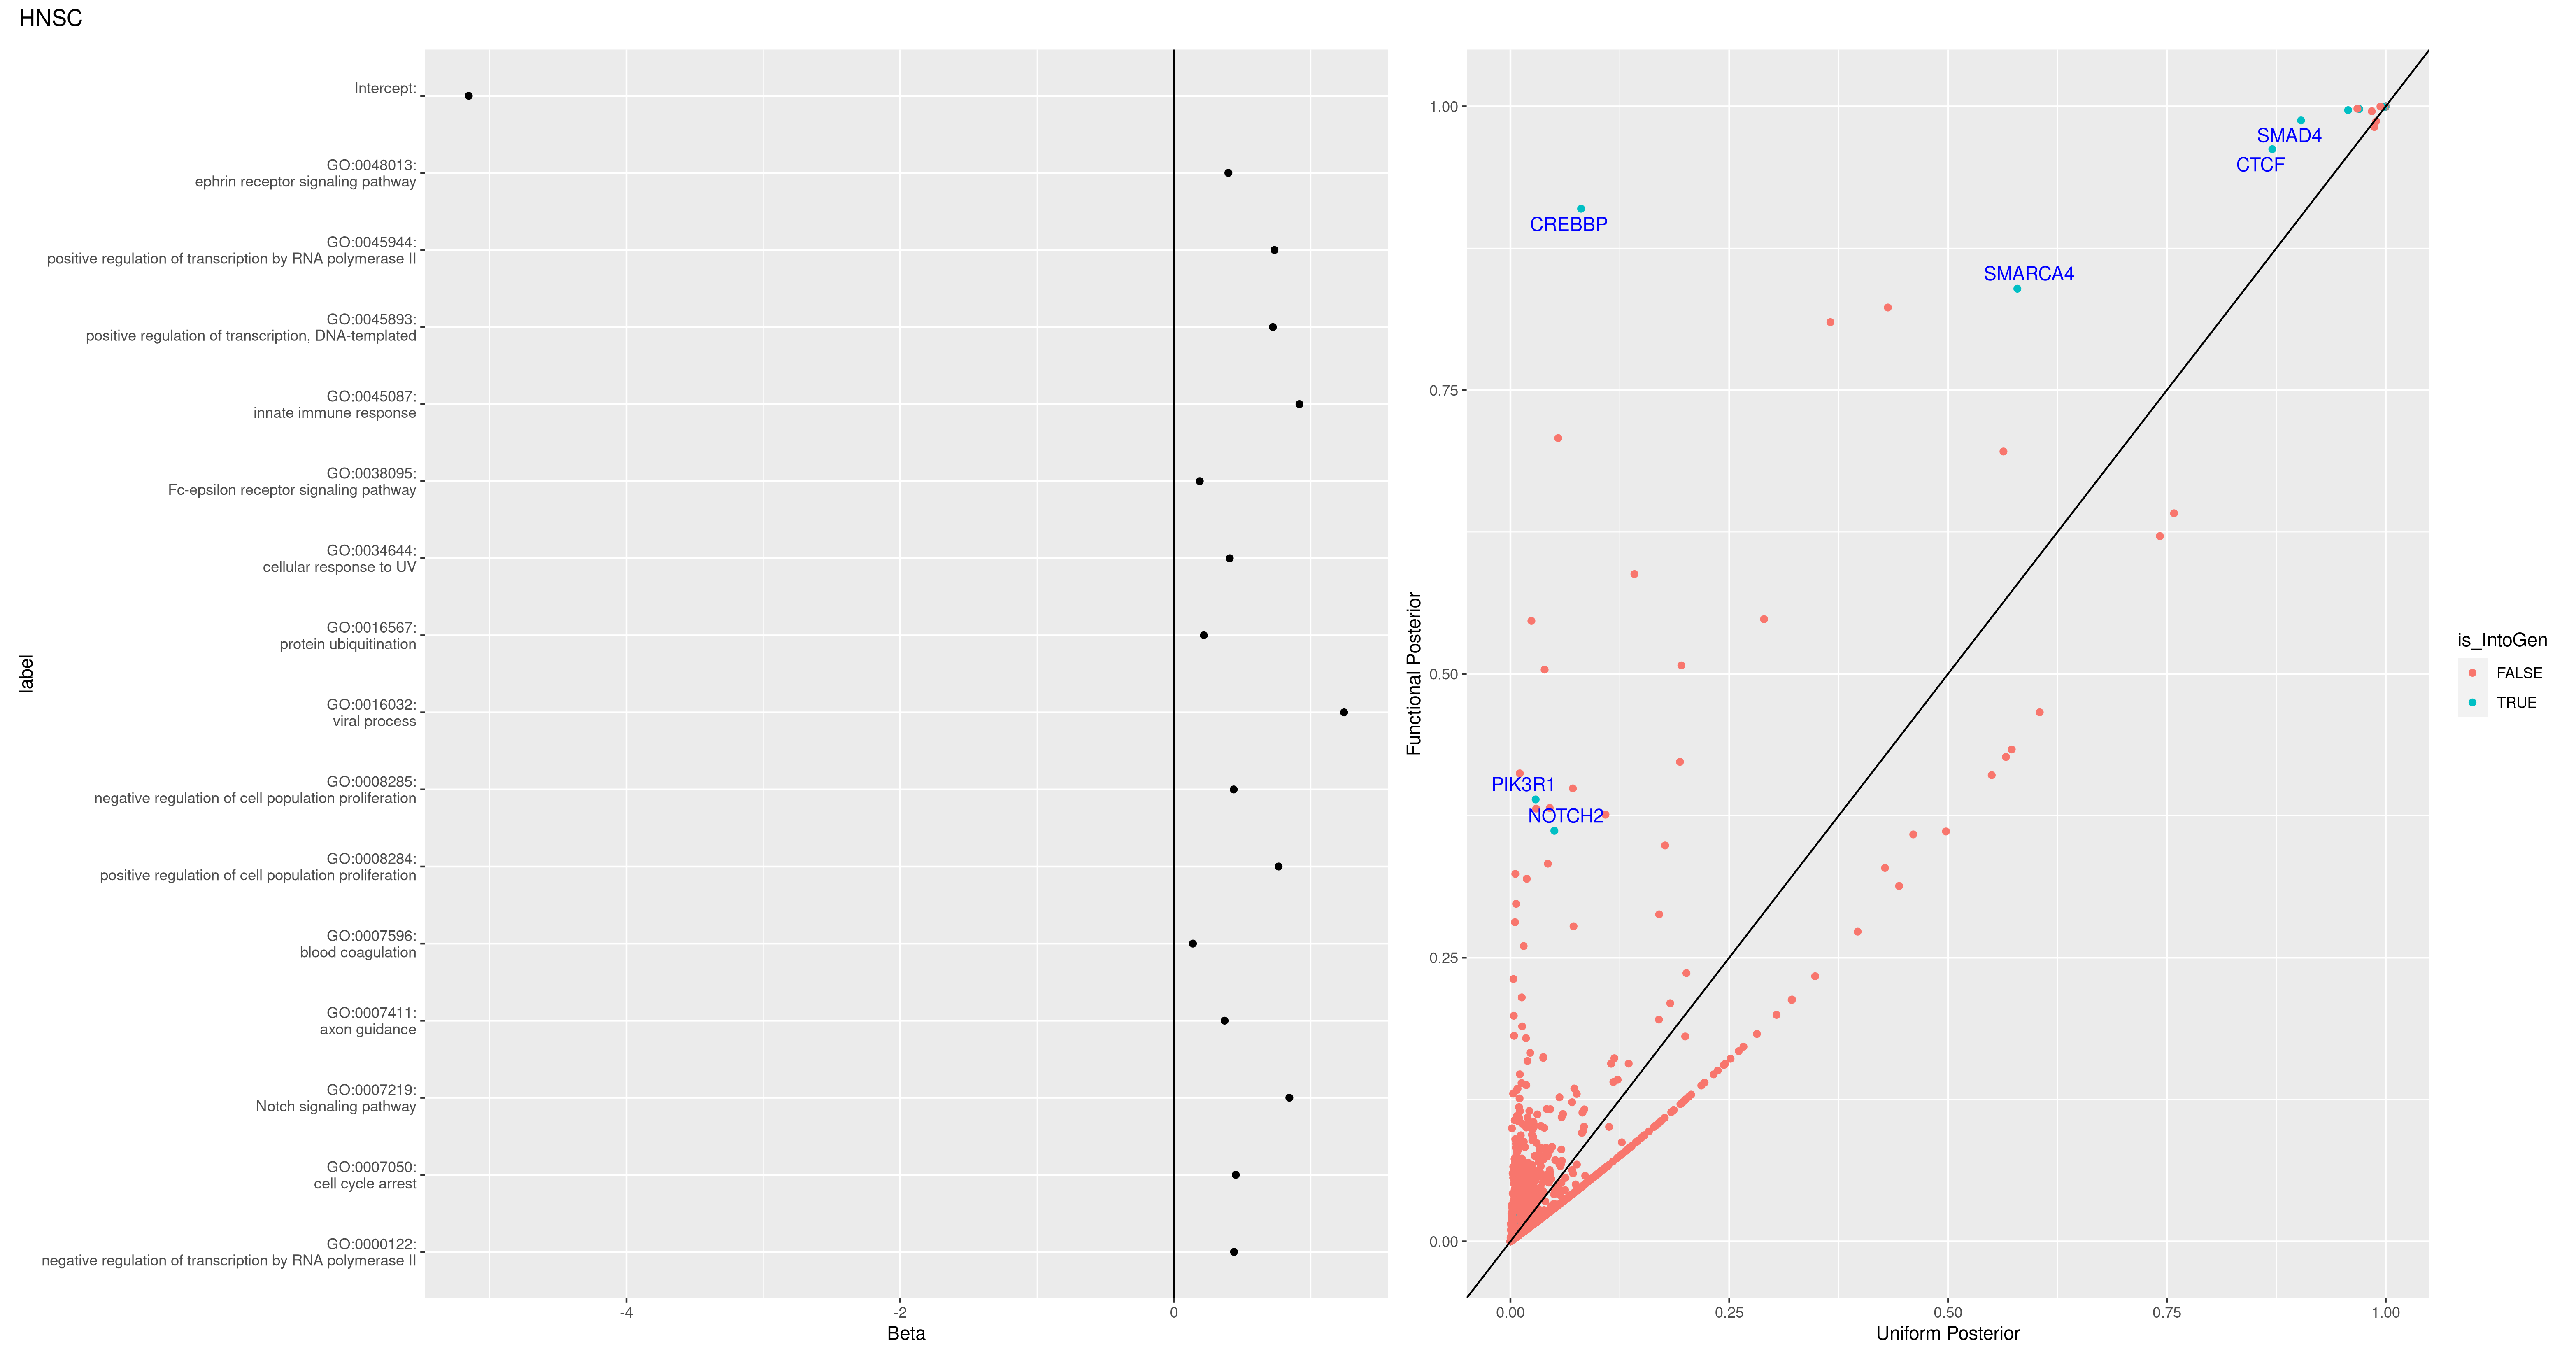 HNSC
label
Intercept:
GO:0048013:
ephrin receptor signaling pathway
GO:0045944:
positive regulation of transcription by RNA polymerase II
GO:0045893:
positive regulation of transcription, DNA-templated
GO:0045087:
innate immune response
GO:0038095:
Fc-epsilon receptor signaling pathway
GO:0034644:
cellular response to UV
GO:0016567:
protein ubiquitination
GO:0016032:
viral process
GO:0008285:
negative regulation of cell population proliferation
GO:0008284:
positive regulation of cell population proliferation
GO:0007596:
blood coagulation
GO:0007411:
axon guidance
GO:0007219:
Notch signaling pathway
GO:0007050:
cell cycle arrest
GO:0000122:
negative regulation of transcription by RNA polymerase II
-4 -2 0
Beta
Functional Posterior
1.00
0.75
0.50
0.25
0.00
SMAD4
CTCF
CREBBP
SMARCA4
PIK3R1
NOTCH2
0.00 0.25 0.50 0.75 1.00
Uniform Posterior
is_IntoGen
FALSE
TRUE